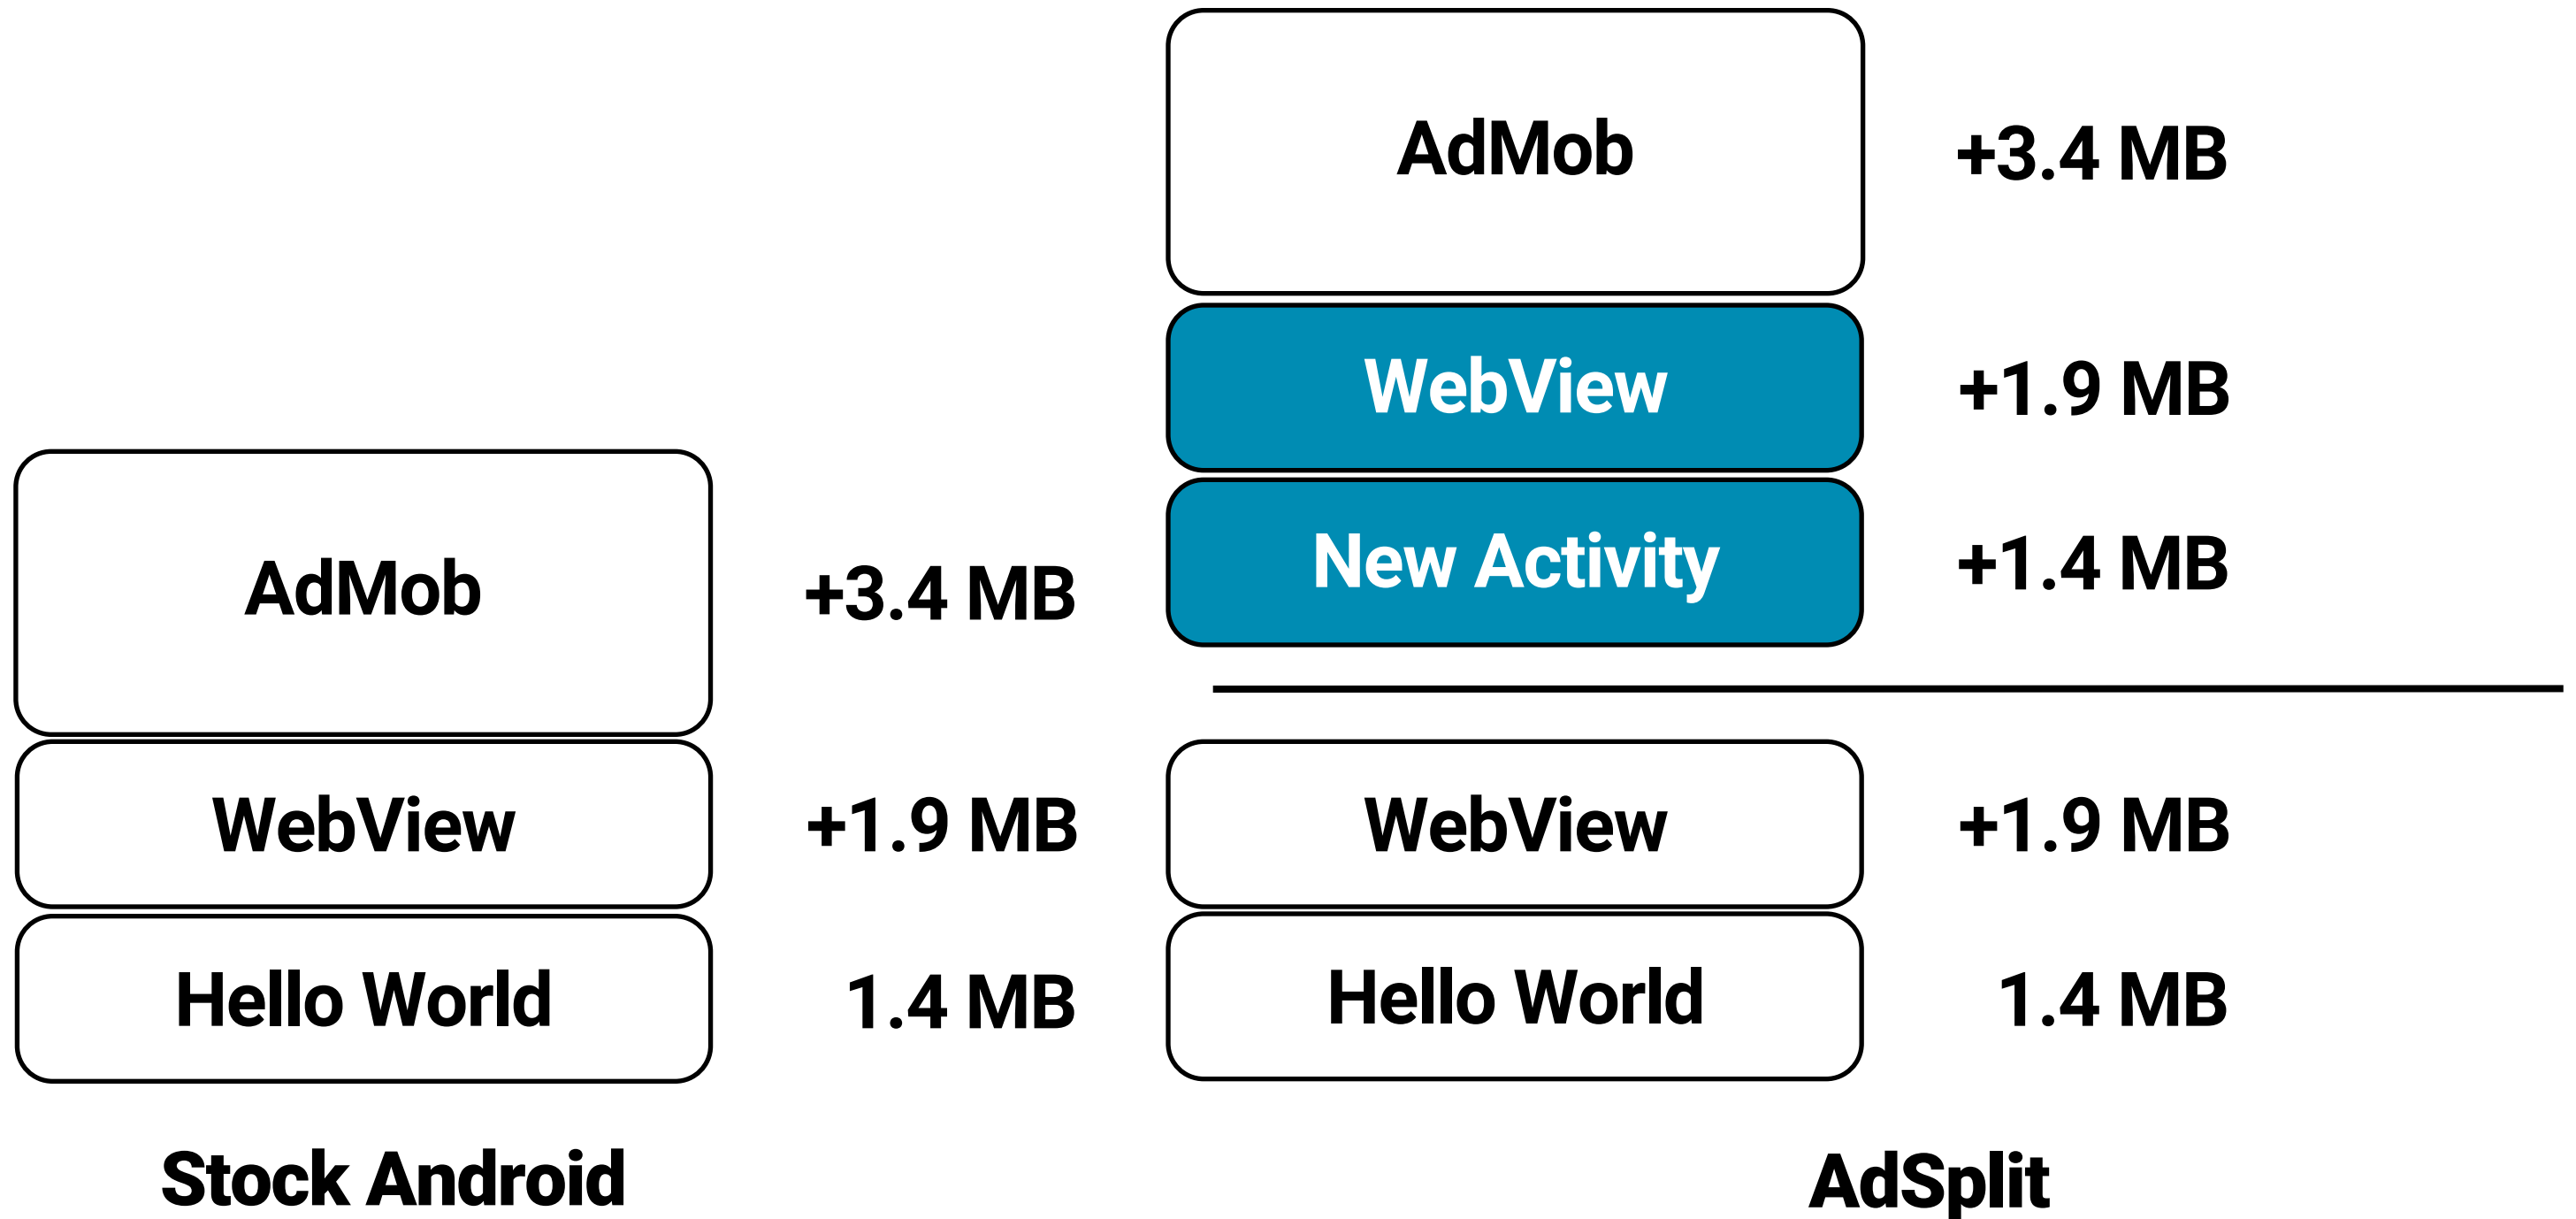 AdMob
+3.4 MB
WebView
+1.9 MB
Hello World
1.4 MB
Stock Android
AdMob
+3.4 MB
WebView
+1.9 MB
New Activity
+1.4 MB
WebView
+1.9 MB
Hello World
1.4 MB
AdSplit